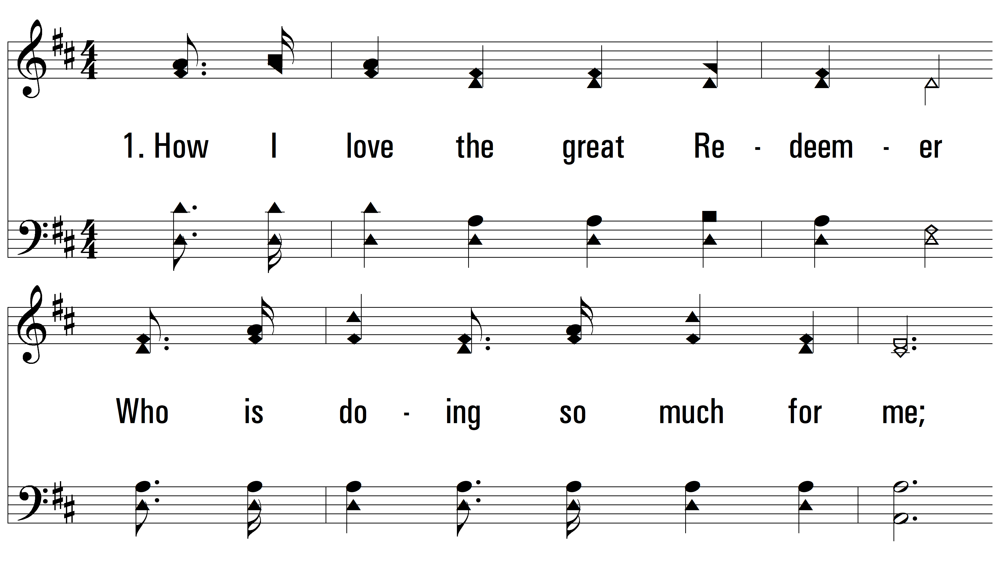 1. How I love the great Re - deem - er
Who is do - ing so much for me;